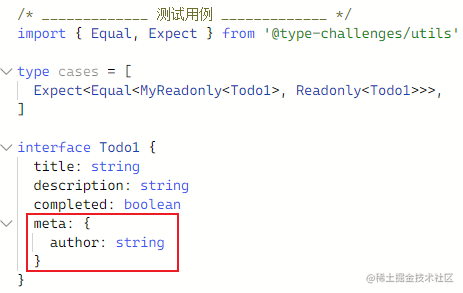 /* _____________ 测试用例 _____________ */
import { Equal, Expect } from '@type-challenges/utils'
type cases = [
  Expect<Equal<MyReadonly<Todo1>, Readonly<Todo1>>>,
]
interface Todo1 {
  title: string
  description: string
  completed: boolean
  meta: {
    author: string
  }
}
@稀土掘金技术社区